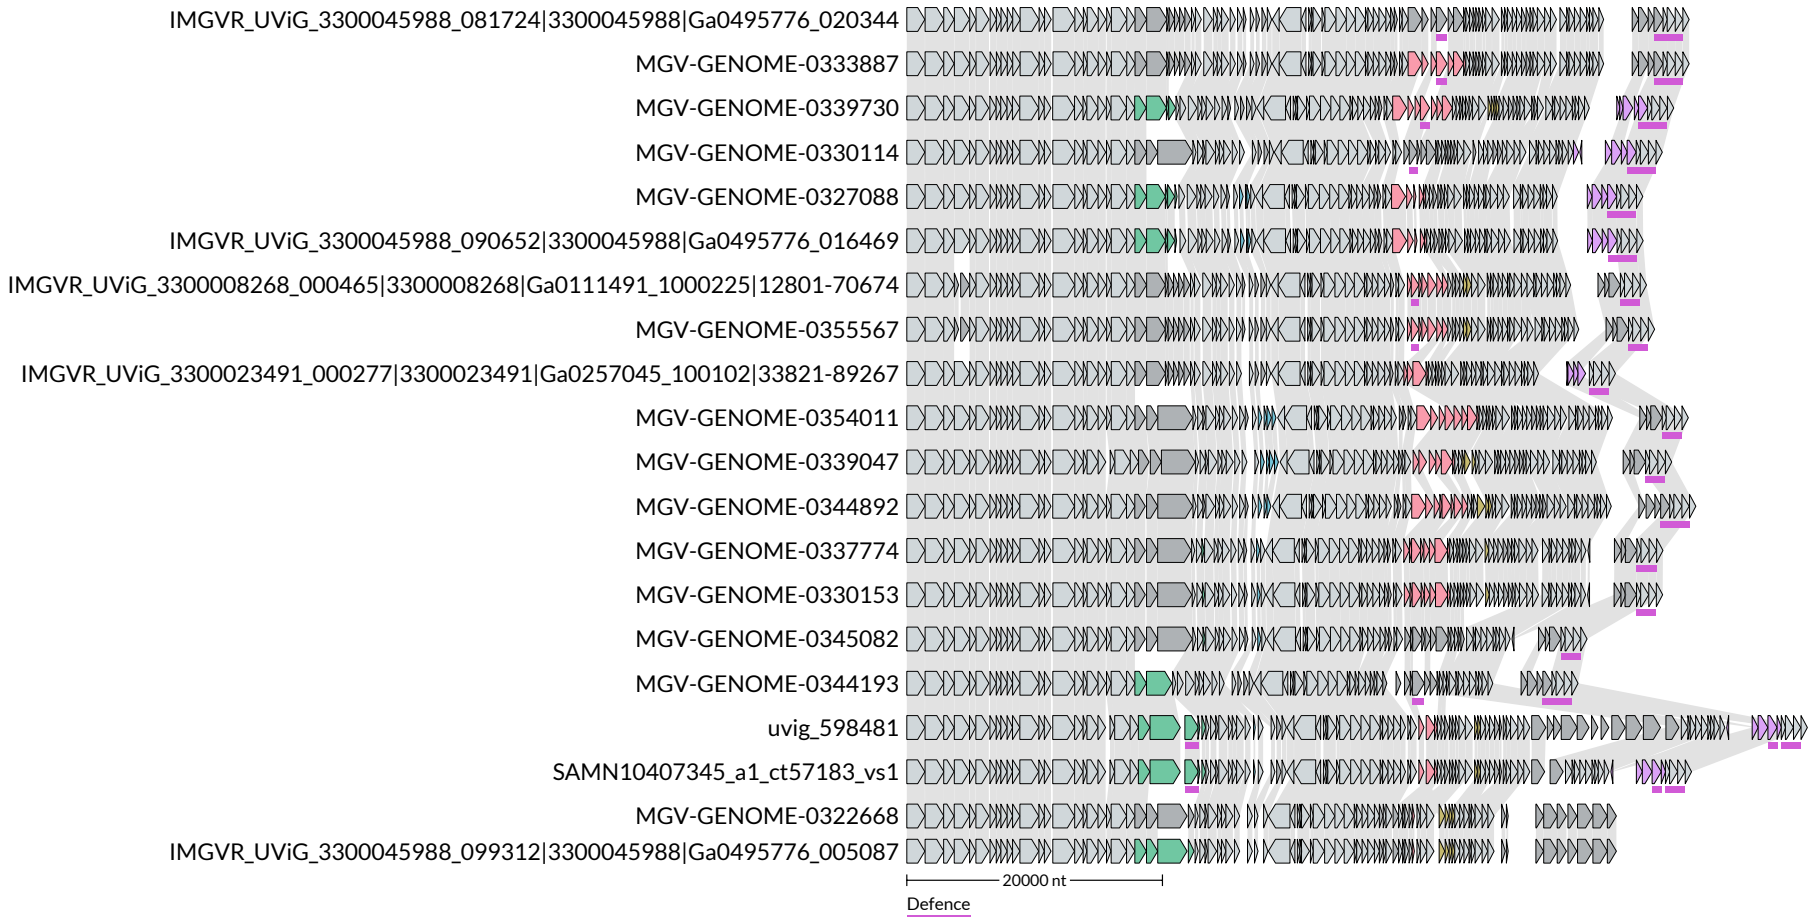 IMGVR_UViG_3300045988_081724|3300045988|Ga0495776_020344
MGV-GENOME-0333887
MGV-GENOME-0339730
MGV-GENOME-0330114
MGV-GENOME-0327088
IMGVR_UViG_3300045988_090652|3300045988|Ga0495776_016469
IMGVR_UViG_3300008268_000465|3300008268|Ga0111491_1000225|12801-70674
MGV-GENOME-0355567
IMGVR_UViG_3300023491_000277|3300023491|Ga0257045_100102|33821-89267
MGV-GENOME-0354011
MGV-GENOME-0339047
MGV-GENOME-0344892
MGV-GENOME-0337774
MGV-GENOME-0330153
MGV-GENOME-0345082
MGV-GENOME-0344193
uvig_598481
SAMN10407345_a1_ct57183_vs1
MGV-GENOME-0322668
IMGVR_UViG_3300045988_099312|3300045988|Ga0495776_005087
20000 nt
Defence